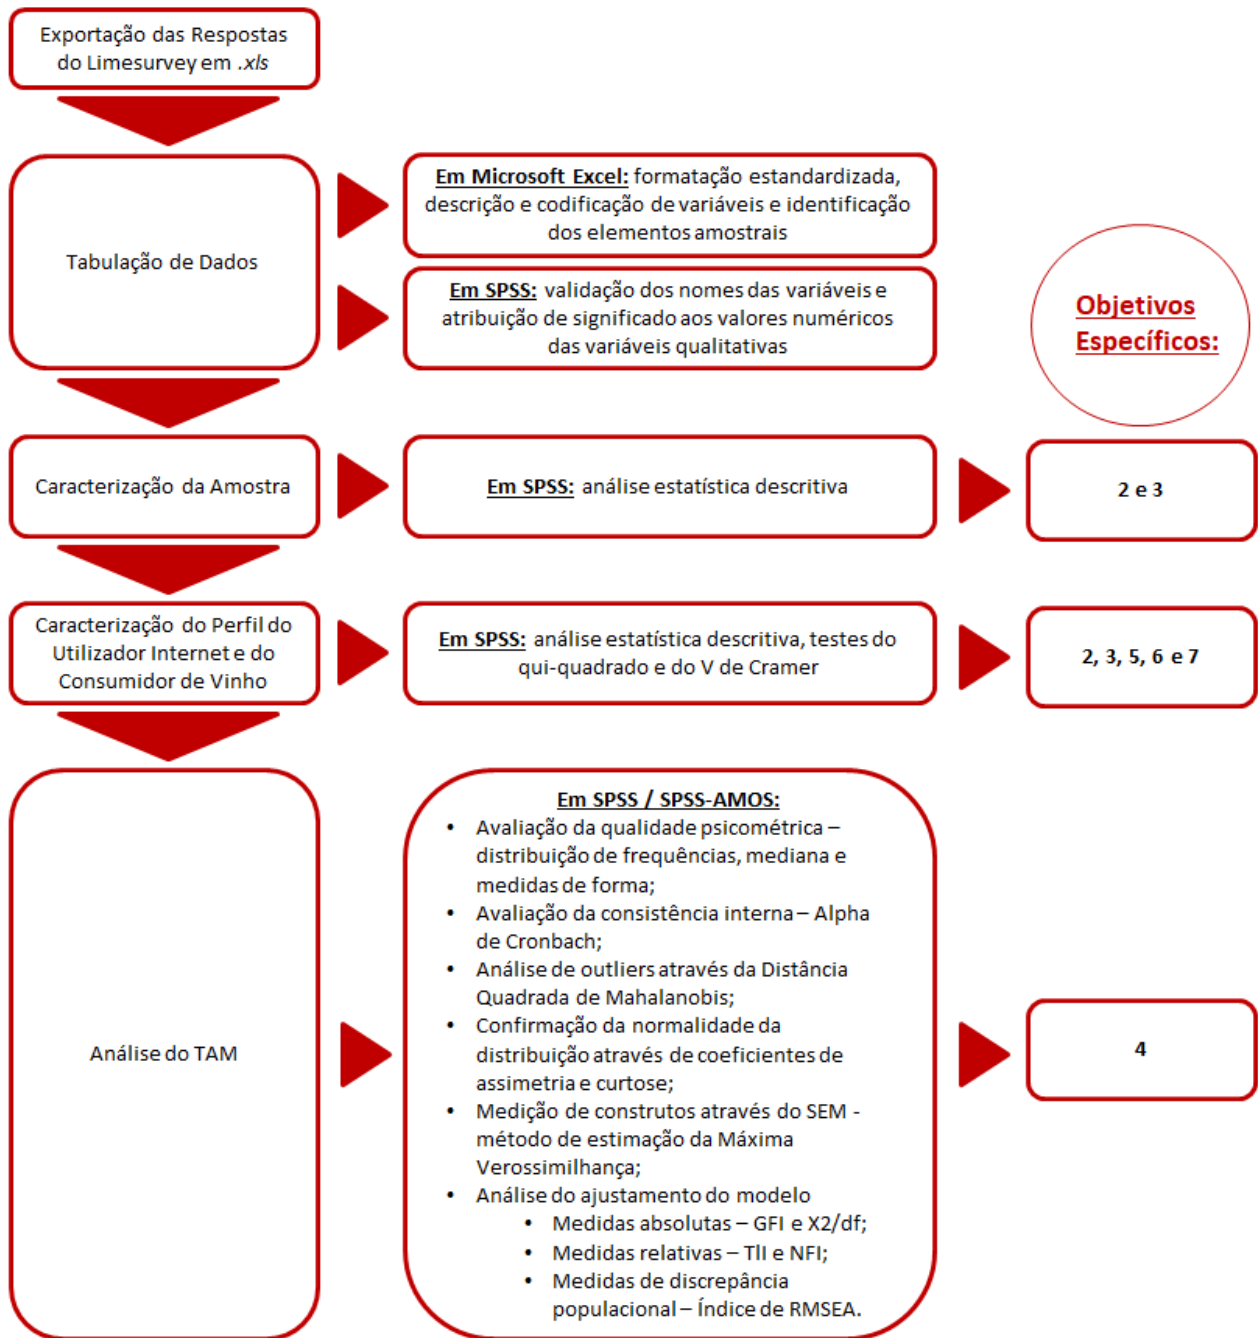 Exportação das Respostas
do Limesurvey em .xls
Tabulação de Dados
Em Microsoft Excel: formatação estandardizada,
descrição e codificação de variáveis e identificação
dos elementos amostrais
Em SPSS: validação dos nomes das variáveis e
atribuição de significado aos valores numéricos
das variáveis qualitativas
Objetivos
Específicos:
Caracterização da Amostra
Em SPSS: análise estatística descritiva
2 e 3
Caracterização do Perfil do
Utilizador Internet e do
Consumidor de Vinho
Em SPSS: análise estatística descritiva, testes do
qui-quadrado e do V de Cramer
2, 3, 5, 6 e 7
Análise do TAM
Em SPSS / SPSS-AMOS:
• Avaliação da qualidade psicométrica –
distribuição de frequências, mediana e
medidas de forma;
• Avaliação da consistência interna – Alpha
de Cronbach;
• Análise de outliers através da Distância
Quadrada de Mahalanobis;
• Confirmação da normalidade da
distribuição através de coeficientes de
assimetria e curtose;
• Medição de construtos através do SEM -
método de estimação da Máxima
Verossimilhança;
• Análise do ajustamento do modelo
• Medidas absolutas – GFI e X2/df;
• Medidas relativas – TlI e NFI;
• Medidas de discrepância
populacional – Índice de RMSEA.
4